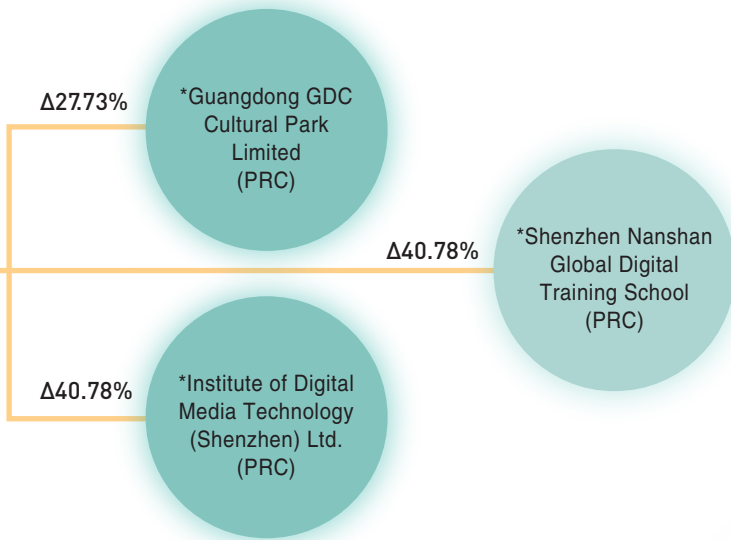 Δ27.73%
*Guangdong GDC
Cultural Park
Limited
(PRC)
Δ40.78%
*Shenzhen Nanshan
Global Digital
Training School
(PRC)
Δ40.78%
*Institute of Digital
Media Technology
(Shenzhen) Ltd.
(PRC)